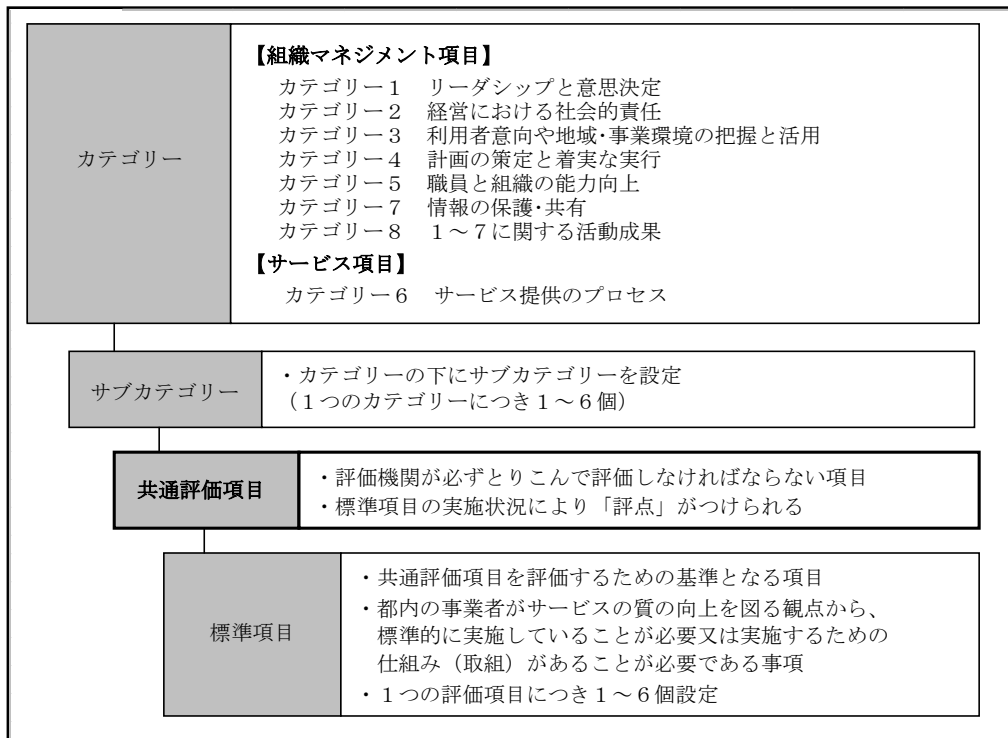 カテゴリー
【組織マネジメント項目】
カテゴリー１　リーダシップと意思決定
カテゴリー２　経営における社会的責任
カテゴリー３　利用者意向や地域･事業環境の把握と活用
カテゴリー４　計画の策定と着実な実行
カテゴリー５　職員と組織の能力向上
カテゴリー７　情報の保護･共有
カテゴリー８　１～７に関する活動成果
【サービス項目】
カテゴリー６　サービス提供のプロセス
サブカテゴリー
・カテゴリーの下にサブカテゴリーを設定
（１つのカテゴリーにつき１～６個）
共通評価項目
・評価機関が必ずとりこんで評価しなければならない項目
・標準項目の実施状況により「評点」がつけられる
標準項目
・共通評価項目を評価するための基準となる項目
・都内の事業者がサービスの質の向上を図る観点から、
標準的に実施していることが必要又は実施するための
仕組み（取組）があることが必要である事項
・１つの評価項目につき１～６個設定